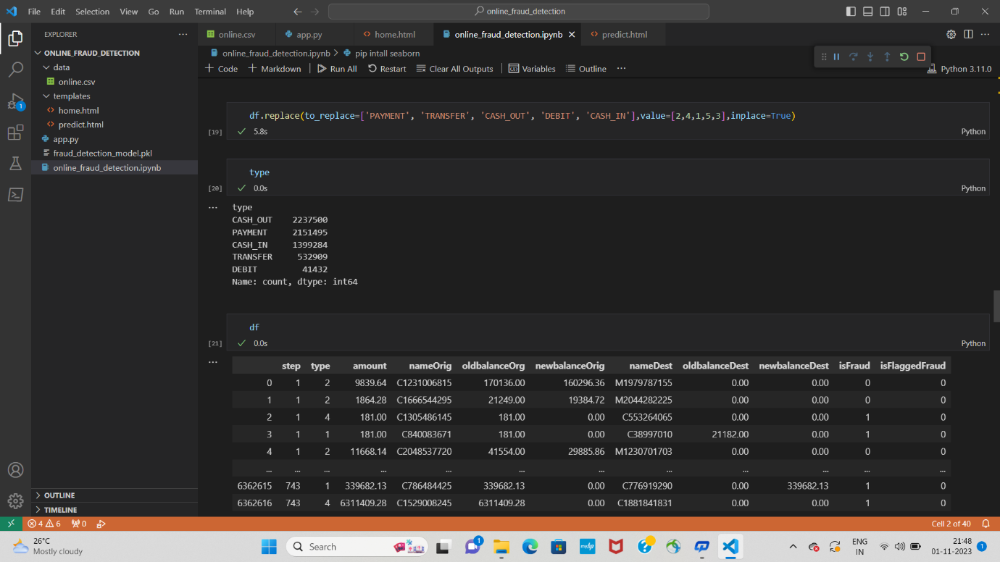 File Edit Selection View Go Run Terminal Help
online_fraud_detection
EXPLORER
ONLINE_FRAUD_DETECTION
data
online.csv
templates
home.html
predict.html
app.py
fraud_detection_model.pkl
online_fraud_detection.ipynb
OUTLINE
TIMELINE
1
online.csv app.py home.html online_fraud_detection.ipynb predict.html
online_fraud_detection.ipynb > pip intall seaborn
Code Markdown Run All Restart Clear All Outputs Variables Outline Python 3.11.0
df.replace(to_replace=['PAYMENT', 'TRANSFER', 'CASH_OUT', 'DEBIT', 'CASH_IN'],value=[2,4,1,5,3],inplace=True)
[19] 5.8s Python
type
[20] 0.0s Python
type
CASH_OUT 2237500
PAYMENT 2151495
CASH_IN 1399284
TRANSFER 532909
DEBIT 41432
Name: count, dtype: int64
df
[21] 0.0s Python
step type amount nameOrig oldbalanceOrg newbalanceOrig nameDest oldbalanceDest newbalanceDest isFraud isFlaggedFraud
0 1 2 9839.64 C1231006815 170136.00 160296.36 M1979787155 0.00 0.00 0 0
1 1 2 1864.28 C1666544295 21249.00 19384.72 M2044282225 0.00 0.00 0 0
2 1 4 181.00 C1305486145 181.00 0.00 C553264065 0.00 0.00 1 0
3 1 1 181.00 C840083671 181.00 0.00 C38997010 21182.00 0.00 1 0
4 1 2 11668.14 C2048537720 41554.00 29885.86 M1230701703 0.00 0.00 0 0
... ... ... ... ... ... ... ... ... ... ... ...
6362615 743 1 339682.13 C786484425 339682.13 0.00 C776919290 0.00 339682.13 1 0
6362616 743 4 6311409.28 C1529008245 6311409.28 0.00 C1881841831 0.00 0.00 1 0
4 6 0 Cell 2 of 40
26°C
Mostly cloudy
Search
1
myhp
ENG
IN
21:48
01-11-2023
1